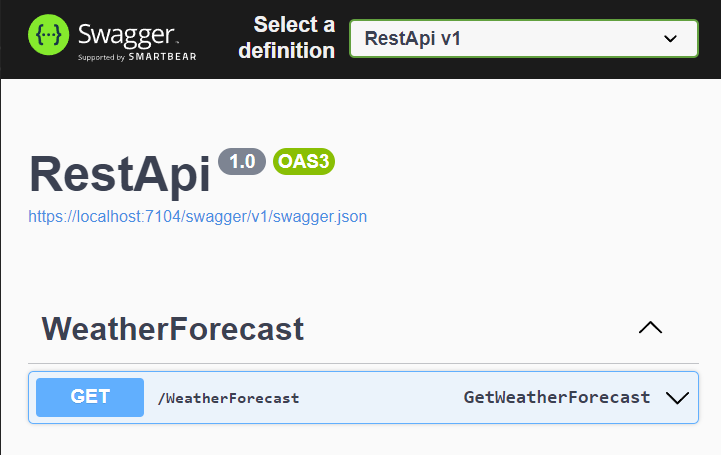 Swagger
Supported by SMARTBEAR
Select a
definition
RestApi v1
RestApi 1.0 OAS3
https://localhost:7104/swagger/v1/swagger.json
WeatherForecast
GET /WeatherForecast GetWeatherForecast